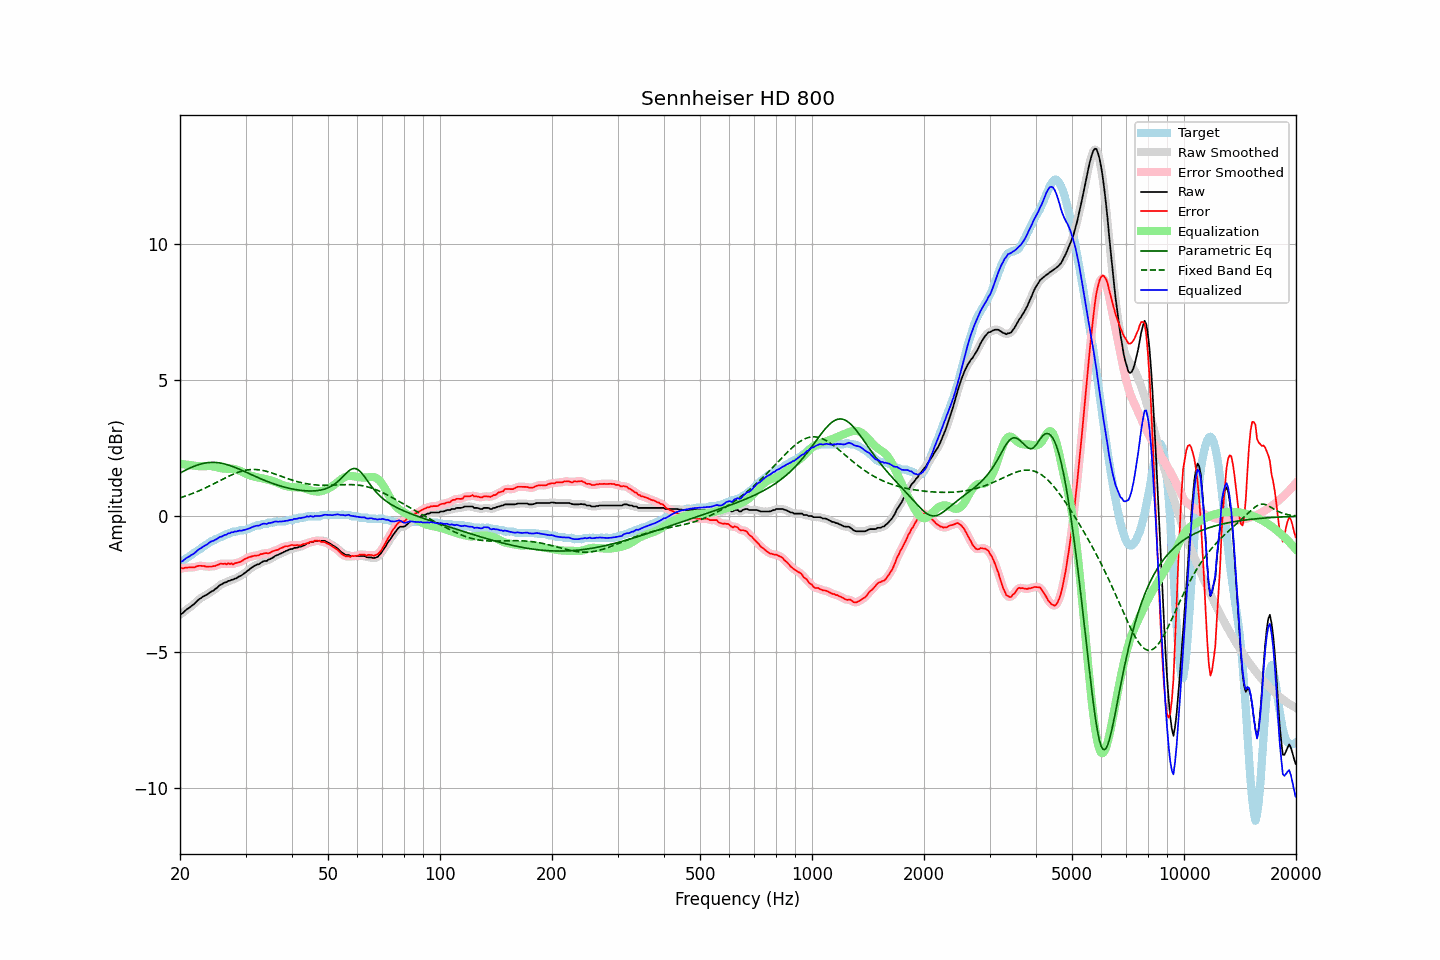 Sennheiser HD 800
Target
Raw Smoothed
Error Smoothed
Raw
Error
Equalization
Parametric Eq
Fixed Band Eq
Equalized
Amplitude (dBr)
10
5
0
−5
−10
20 50 100 200 500 1000 2000 5000 10000 20000
Frequency (Hz)